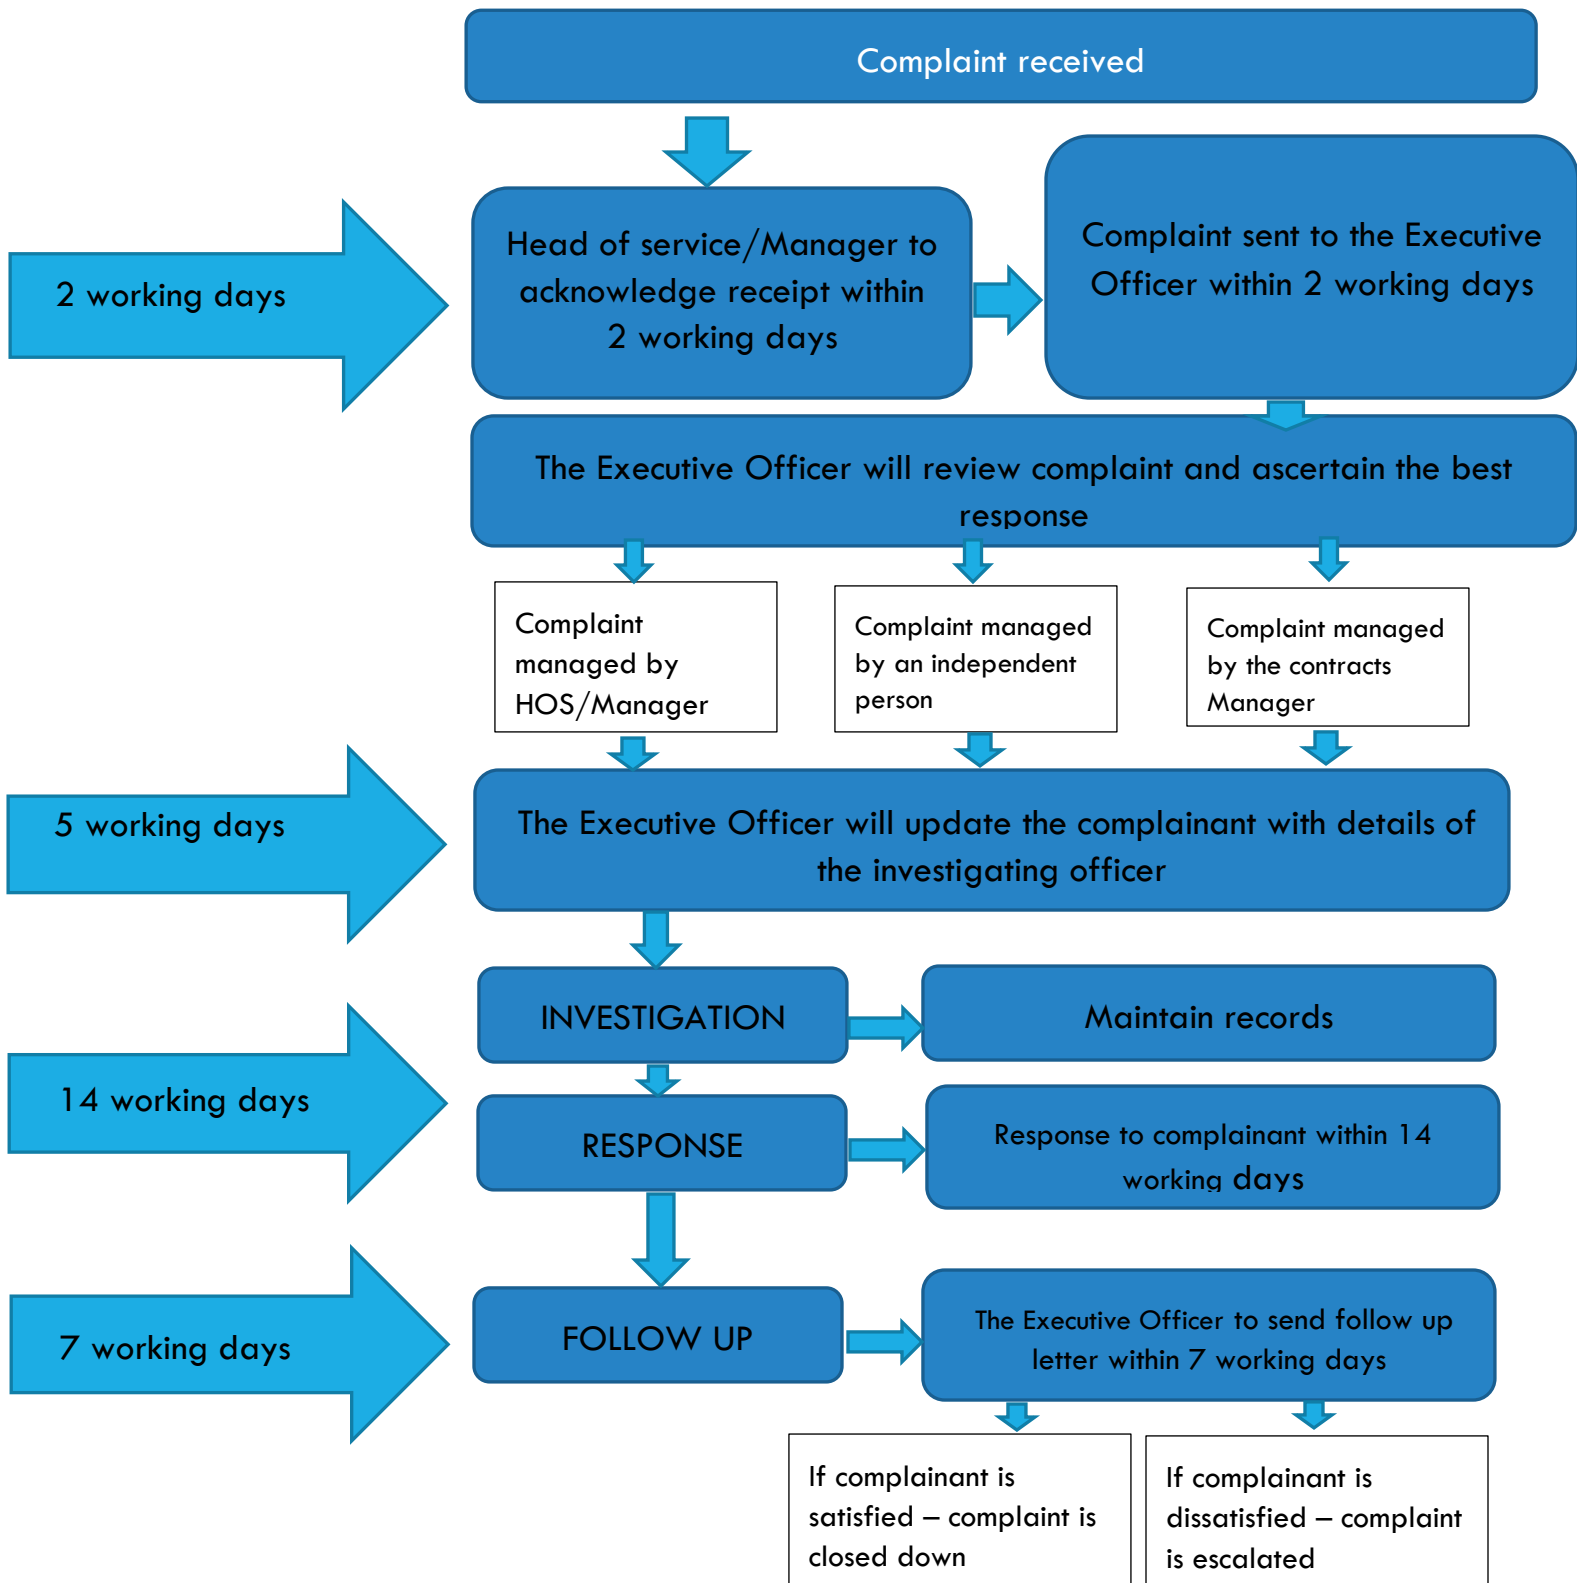 Complaint received
2 working days
Head of service/Manager to
acknowledge receipt within
2 working days
Complaint sent to the Executive
Officer within 2 working days
The Executive Officer will review complaint and ascertain the best
response
Complaint
managed by
HOS/Manager
Complaint managed
by an independent
person
Complaint managed
by the contracts
Manager
5 working days
The Executive Officer will update the complainant with details of
the investigating officer
INVESTIGATION
Maintain records
14 working days
RESPONSE
Response to complainant within 14
working days
7 working days
FOLLOW UP
The Executive Officer to send follow up
letter within 7 working days
If complainant is
satisfied – complaint is
closed down
If complainant is
dissatisfied – complaint
is escalated